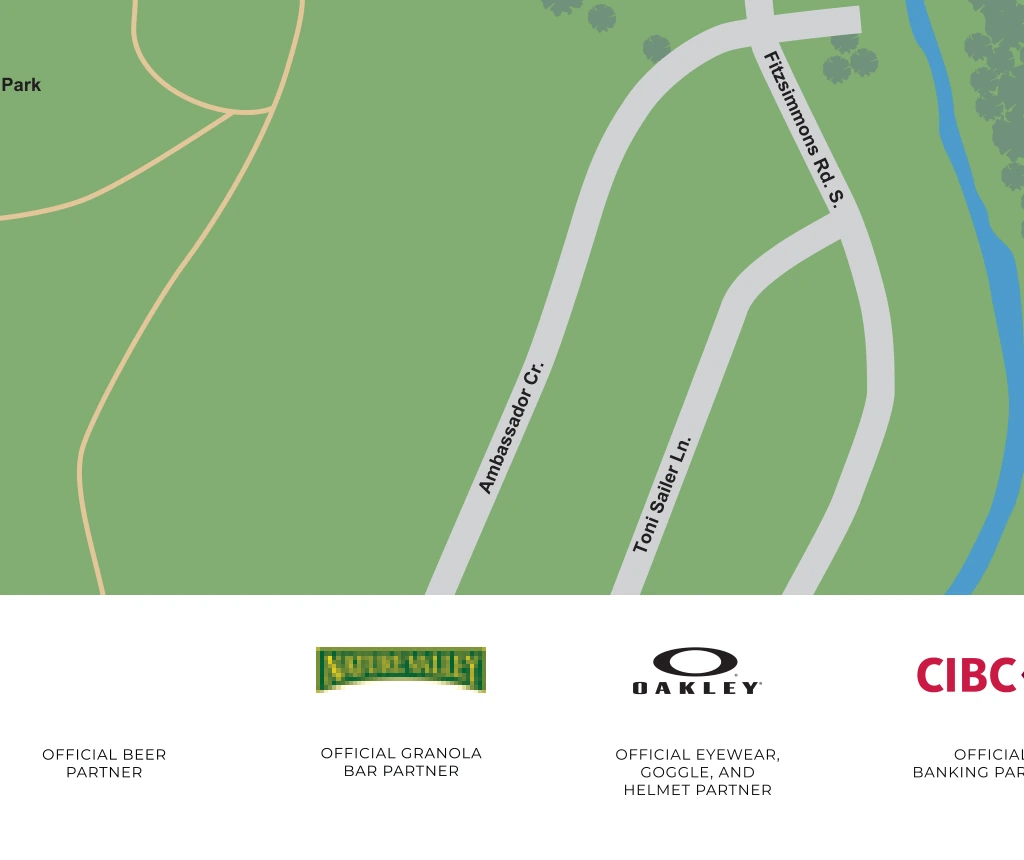 Park
Fitzsimmons Rd. S.
Ambassador Cr.
Toni Sailer Ln.
NATURE VALLEY
OAKLEY
CIBC
OFFICIAL BEER
PARTNER
OFFICIAL GRANOLA
BAR PARTNER
OFFICIAL EYEWEAR,
GOGGLE, AND
HELMET PARTNER
OFFICIAL
BANKING PAR